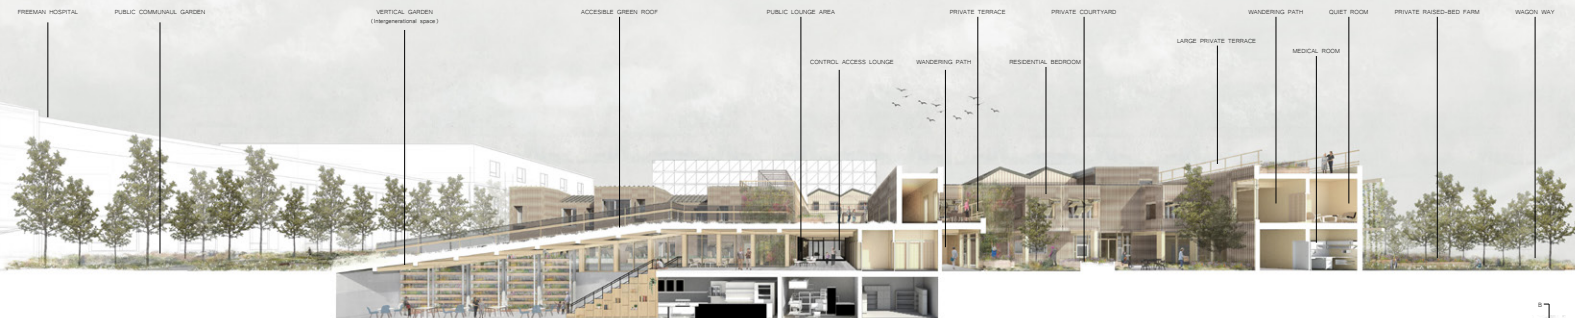 FREEMAN HOSPITAL
PUBLIC COMMUNAUL GARDEN
VERTICAL GARDEN
(Intergenerational space)
ACCESIBLE GREEN ROOF
PUBLIC LOUNGE AREA
PRIVATE TERRACE
PRIVATE COURTYARD
WANDERING PATH
QUIET ROOM
PRIVATE RAISED-BED FARM
WAGON WAY
LARGE PRIVATE TERRACE
MEDICAL ROOM
CONTROL ACCESS LOUNGE
WANDERING PATH
RESIDENTIAL BEDROOM
B